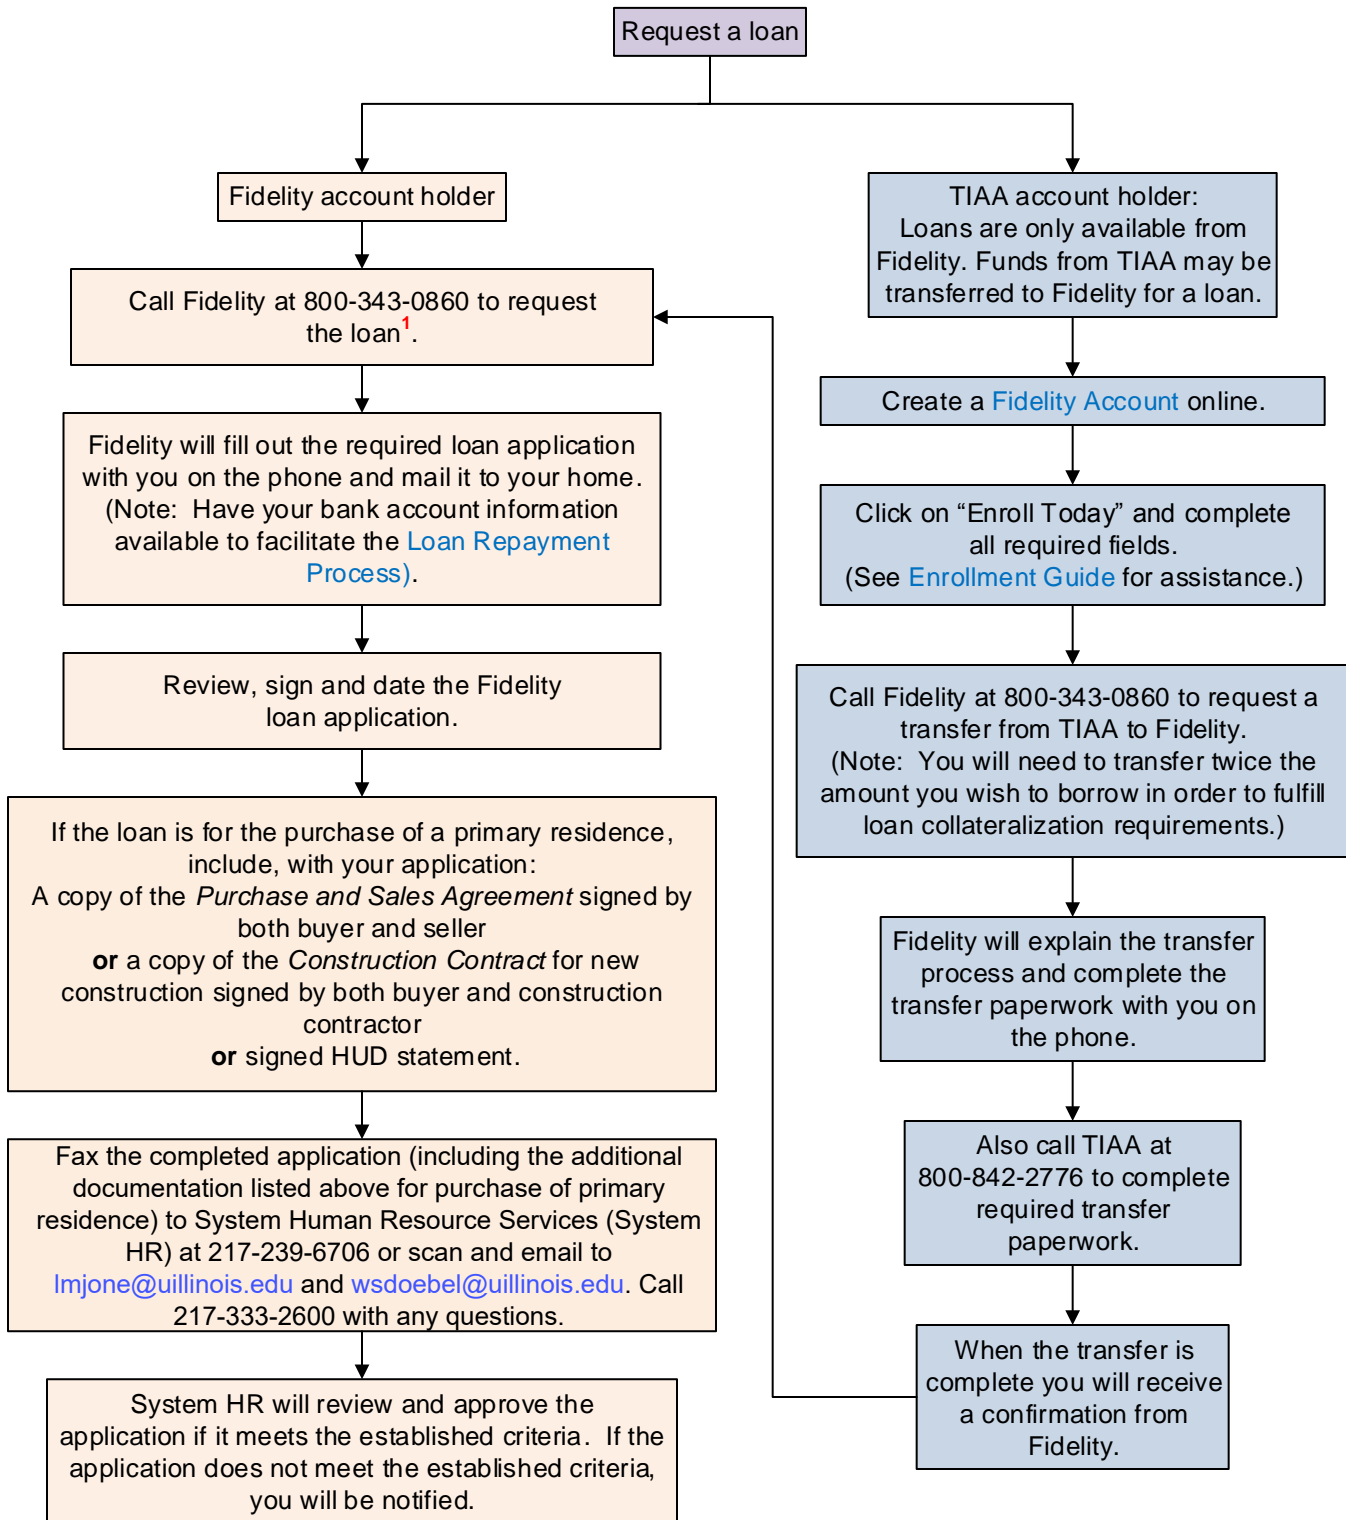 Request a loan
Fidelity account holder
Call Fidelity at 800-343-0860 to request
the loan1.
Fidelity will fill out the required loan application
with you on the phone and mail it to your home.
(Note:  Have your bank account information
available to facilitate the Loan Repayment
Process).
Review, sign and date the Fidelity
loan application.
If the loan is for the purchase of a primary residence,
include, with your application:
A copy of the Purchase and Sales Agreement signed by
both buyer and seller
or a copy of the Construction Contract for new
construction signed by both buyer and construction
contractor
or signed HUD statement.
Fax the completed application (including the additional
documentation listed above for purchase of primary
residence) to System Human Resource Services (System
HR) at 217-239-6706 or scan and email to
lmjone@uillinois.edu and wsdoebel@uillinois.edu. Call
217-333-2600 with any questions.
System HR will review and approve the
application if it meets the established criteria.  If the
application does not meet the established criteria,
you will be notified.
TIAA account holder:
Loans are only available from
Fidelity. Funds from TIAA may be
transferred to Fidelity for a loan.
Create a Fidelity Account online.
Click on “Enroll Today” and complete
all required fields.
(See Enrollment Guide for assistance.)
Call Fidelity at 800-343-0860 to request a
transfer from TIAA to Fidelity.
(Note:  You will need to transfer twice the
amount you wish to borrow in order to fulfill
loan collateralization requirements.)
Fidelity will explain the transfer
process and complete the
transfer paperwork with you on
the phone.
Also call TIAA at
800-842-2776 to complete
required transfer
paperwork.
When the transfer is
complete you will receive
a confirmation from
Fidelity.